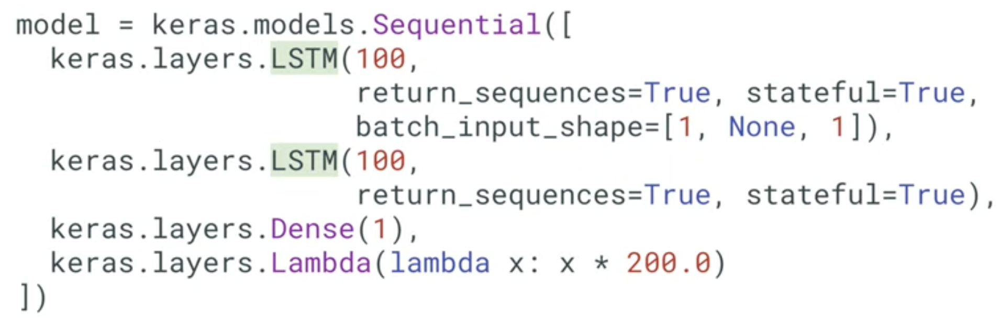 model = keras.models.Sequential([
  keras.layers.LSTM(100,
                    return_sequences=True, stateful=True,
                    batch_input_shape=[1, None, 1]),
  keras.layers.LSTM(100,
                    return_sequences=True, stateful=True),
  keras.layers.Dense(1),
  keras.layers.Lambda(lambda x: x * 200.0)
])